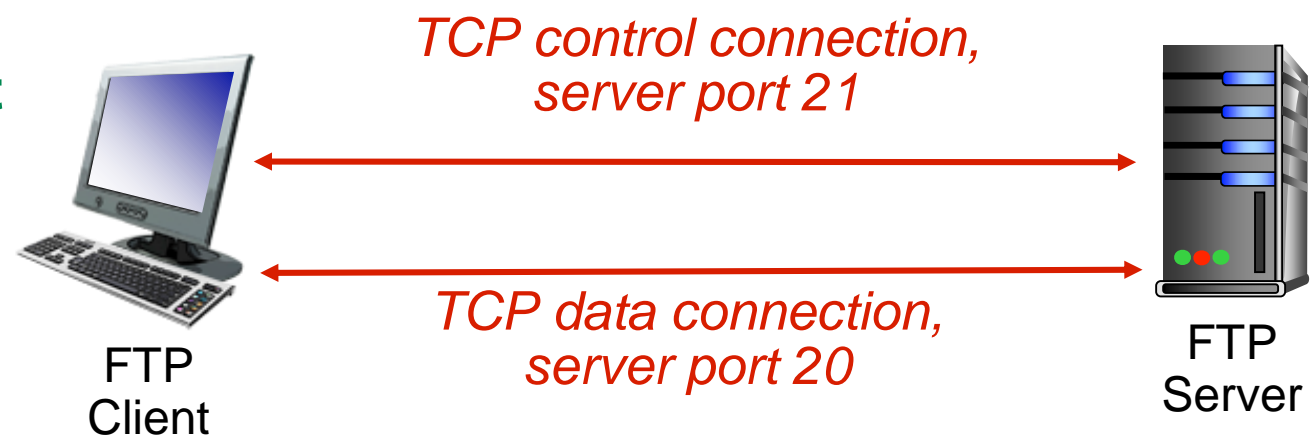 TCP control connection,
server port 21
TCP data connection,
server port 20
FTP
Client
FTP
Server